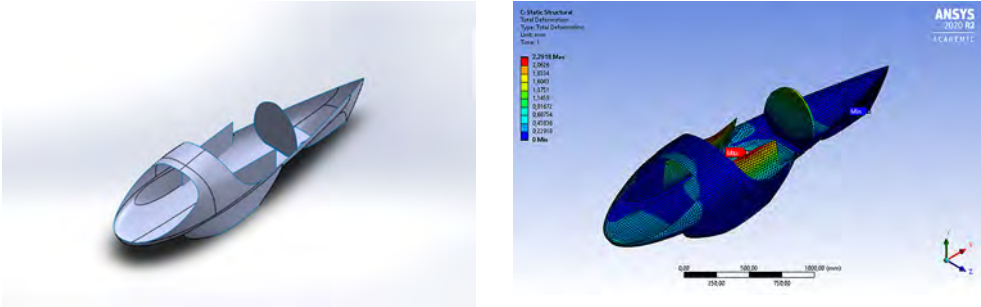 C: Static Structural
Total Deformation
Type: Total Deformation
Unit: mm
Time: 1
2,2918 Max
2,0626
1,8334
1,6043
1,3751
1,1459
0,91672
0,68754
0,45836
0,22918
0 Min
ANSYS
2020 R2
ACADEMIC
Min
Max
0,00
500,00
1000,00 (mm)
250,00
750,00
Y
X
Z